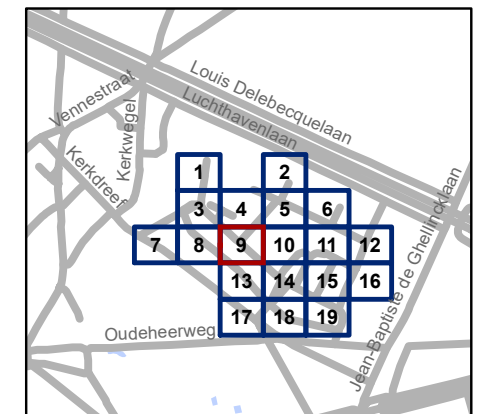 Louis Delebecquelaan
Luchthavenlaan
Vennestraat
Kerkwegel
Kerkdreef
1 2
3 4 5 6
7 8 9 10 11 12
13 14 15 16
17 18 19
Oudeheerweg
Jean-Baptiste de Ghellincklaan